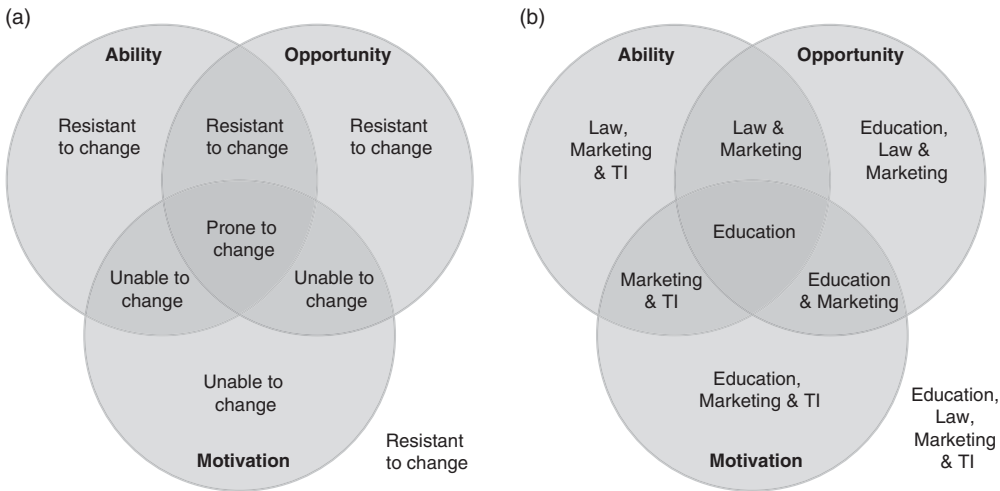 (a)
Ability
Opportunity
Resistant
to change
Resistant
to change
Resistant
to change
Prone to
change
Unable to
change
Unable to
change
Unable to
change
Motivation
Resistant
to change
(b)
Ability
Opportunity
Law,
Marketing
& TI
Law &
Marketing
Education,
Law &
Marketing
Education
Marketing
& TI
Education
& Marketing
Education,
Marketing & TI
Motivation
Education,
Law,
Marketing
& TI